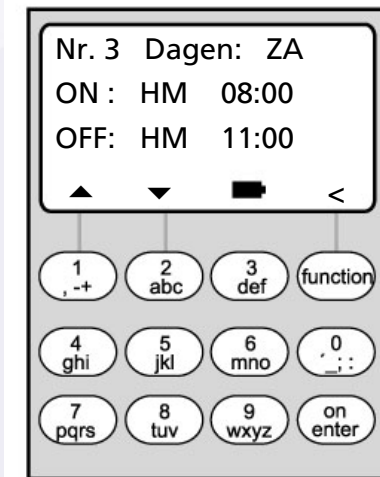 Nr. 3 Dagen: ZA
ON : HM 08:00
OFF: HM 11:00
<
1 2 3 function
, -+ abc def
4 5 6 0
ghi jkl mno ´_; :
7 8 9 on
pqrs tuv wxyz enter